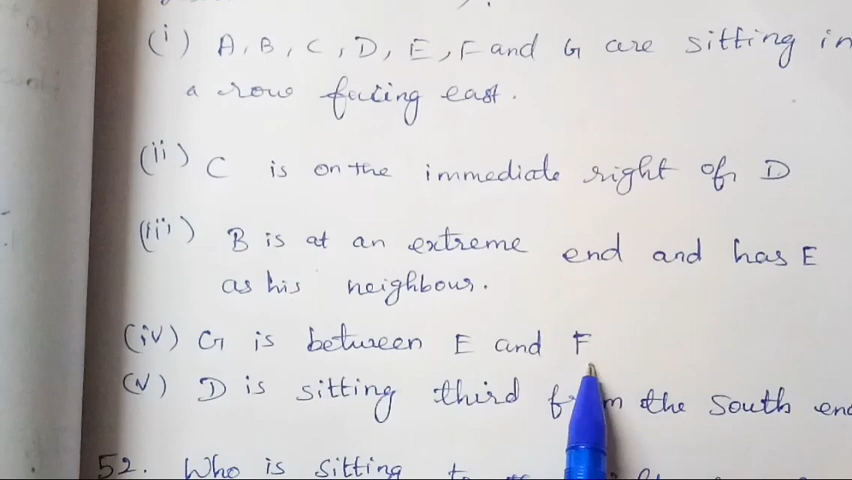 (i) A, B, C, D, E, F and G are sitting in
a row facing east.
(ii) C is on the immediate right of D
(iii) B is at an extreme end and has E
as his neighbour.
(iv) G is between E and F
(v) D is sitting third from the South end
52. Who is sitting to the